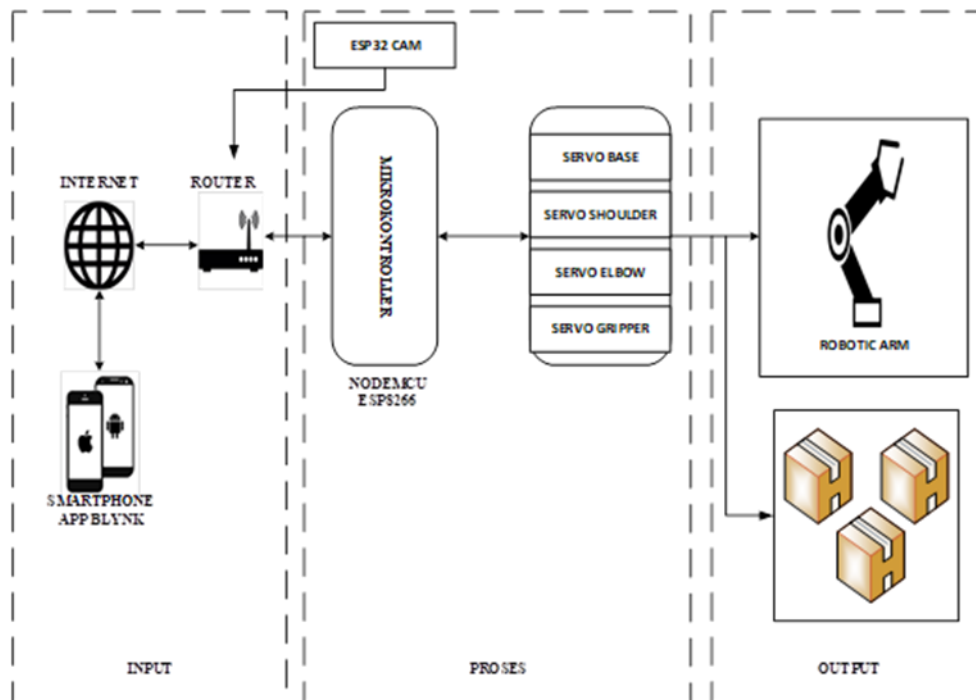 ESP32 CAM
INTERNET
ROUTER
SMARTPHONE
APP BLYNK
MIKROKONTROLLER
NODEMCU
ESP8266
SERVO BASE
SERVO SHOULDER
SERVO ELBOW
SERVO GRIPPER
ROBOTIC ARM
INPUT
PROSES
OUTPUT